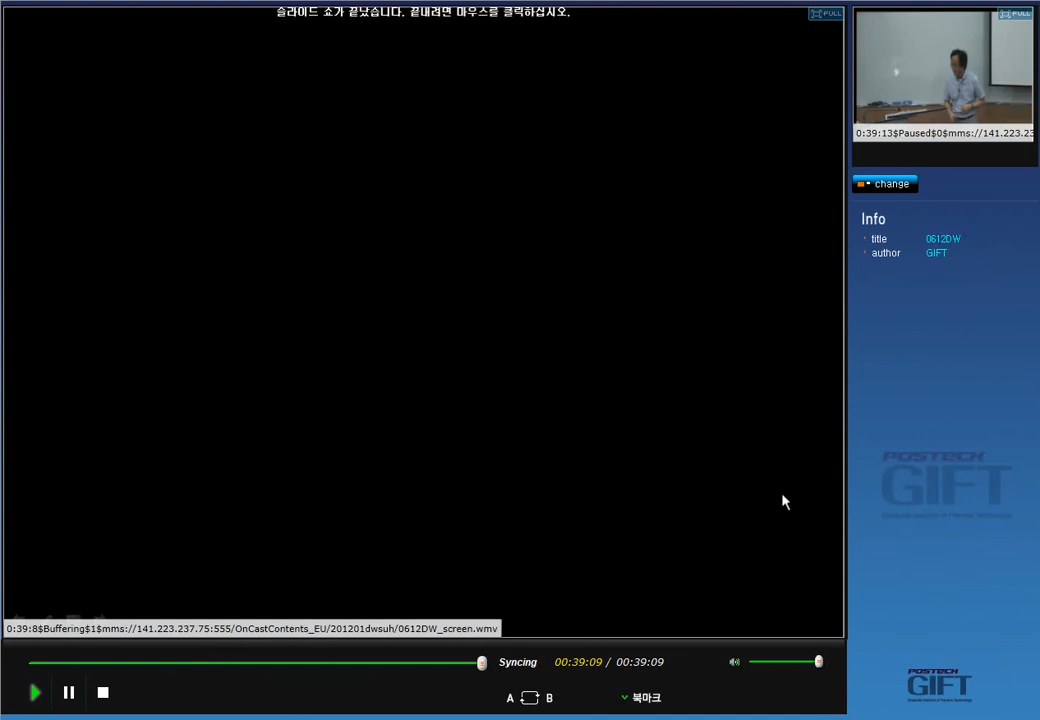 슬라이드 쇼가 끝났습니다. 끝내려면 마우스를 클릭하십시오.
FULL
FULL
0:39:13$Paused$0$mms://141.223.23
change
Info
title 0612DW
author GIFT
POSTECH
GIFT
0:39:8$Buffering$1$mms://141.223.237.75:555/OnCastContents_EU/201201dwsuh/0612DW_screen.wmv
Syncing 00:39:09 / 00:39:09
A B 북마크
POSTECH
GIFT